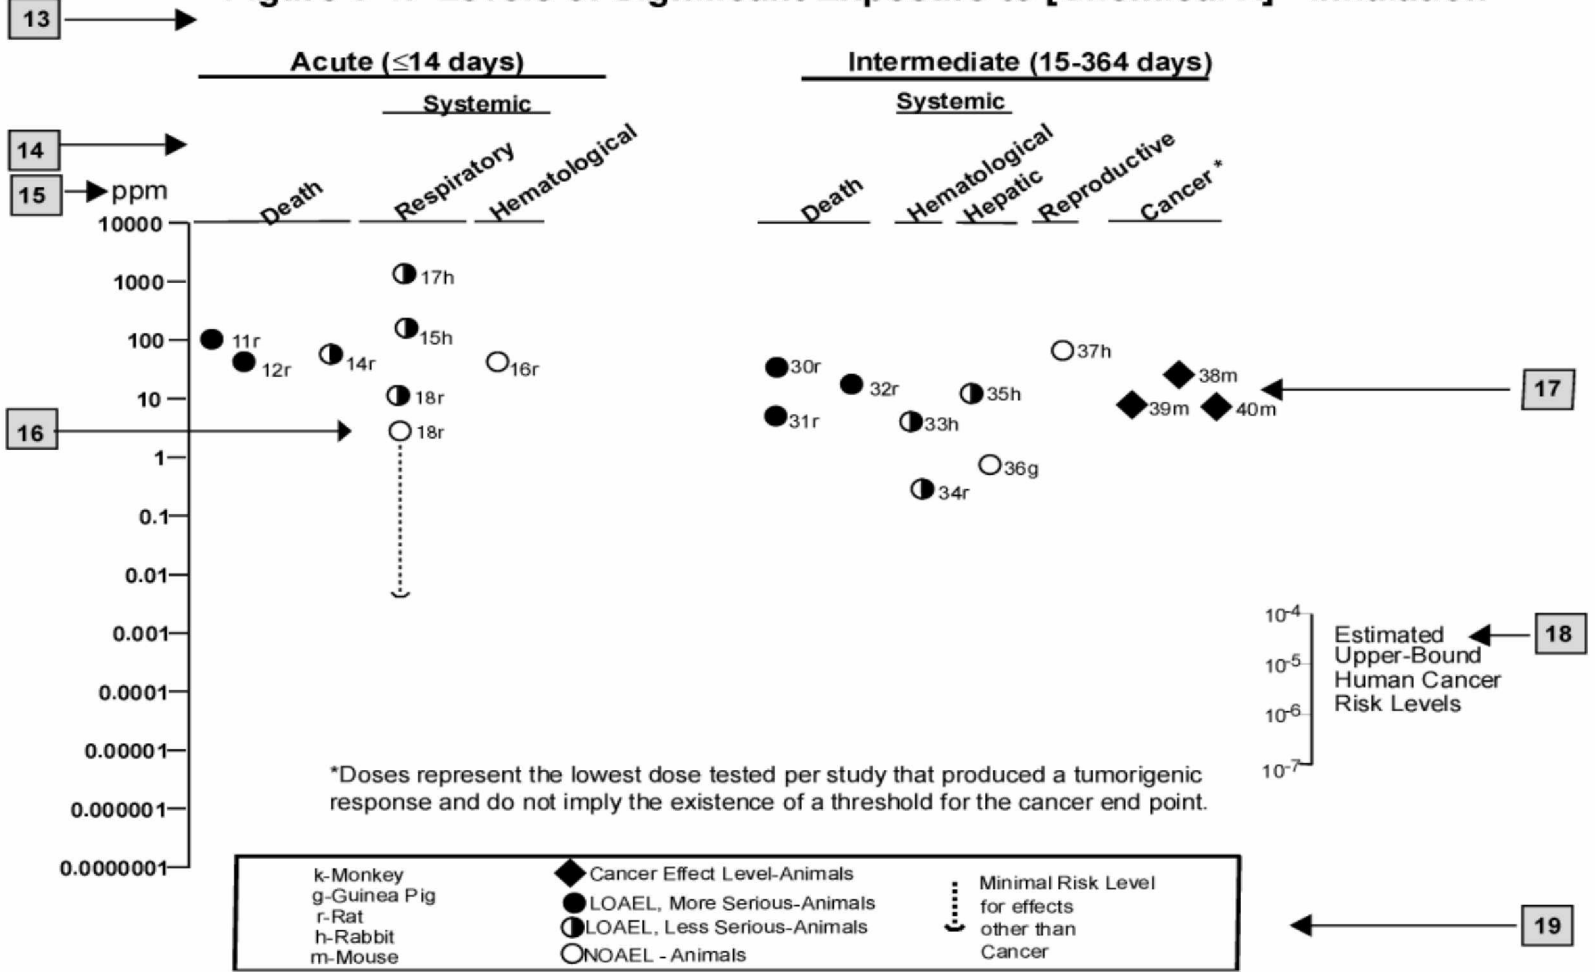 13
Acute (≤14 days)
Intermediate (15-364 days)
Systemic
Systemic
14
15
ppm
Death
Respiratory
Hematological
Death
Hematological
Hepatic
Reproductive
Cancer *
10000
1000
100
10
1
0.1
0.01
0.001
0.0001
0.00001
0.000001
0.0000001
17h
15h
11r
12r
14r
16r
18r
16
18r
30r
32r
31r
33h
34r
35h
36g
37h
38m
39m
40m
17
10-4
10-5
10-6
10-7
Estimated
Upper-Bound
Human Cancer
Risk Levels
18
*Doses represent the lowest dose tested per study that produced a tumorigenic
response and do not imply the existence of a threshold for the cancer end point.
k-Monkey
g-Guinea Pig
r-Rat
h-Rabbit
m-Mouse
Cancer Effect Level-Animals
LOAEL, More Serious-Animals
LOAEL, Less Serious-Animals
NOAEL - Animals
Minimal Risk Level
for effects
other than
Cancer
19